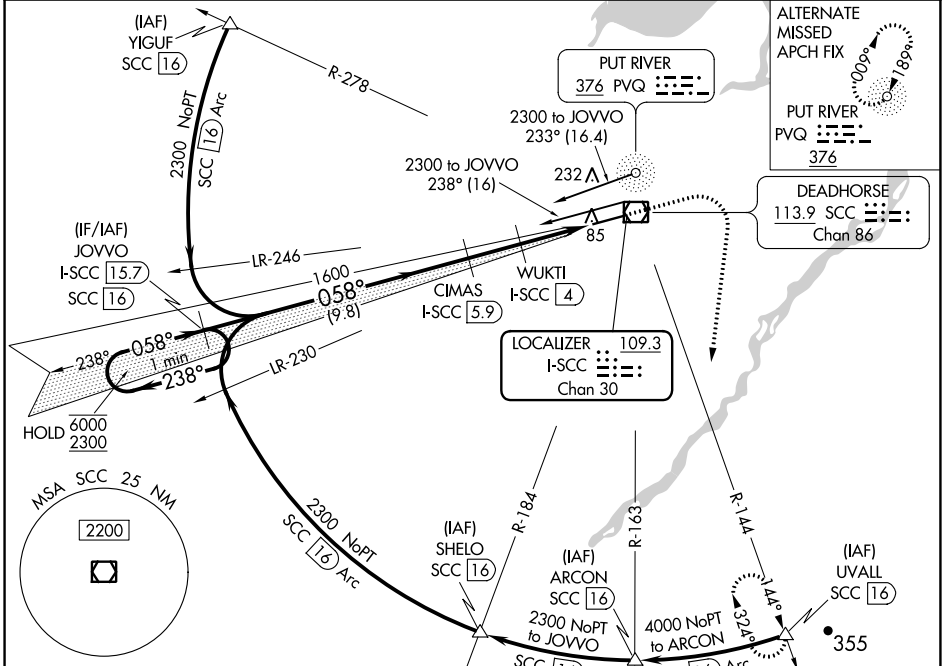 (IAF)
YIGUF
SCC 16
R-278
2300 NoPT
SCC 16 Arc
PUT RIVER
376 PVQ
2300 to JOVVO
233° (16.4)
2300 to JOVVO
238° (16)
232
85
ALTERNATE
MISSED
APCH FIX
009°
189°
PUT RIVER
PVQ
376
DEADHORSE
113.9 SCC
Chan 86
(IF/IAF)
JOVVO
I-SCC 15.7
SCC 16
LR-246
1600
058°
(9.8)
CIMAS
I-SCC 5.9
WUKTI
I-SCC 4
238°
058°
1 min
238°
LR-230
HOLD 6000
2300
LOCALIZER 109.3
I-SCC
Chan 30
MSA SCC 25 NM
2200
2300 NoPT
SCC 16 Arc
R-184
R-163
R-144
(IAF)
SHELO
SCC 16
(IAF)
ARCON
SCC 16
(IAF)
UVALL
SCC 16
2300 NoPT
to JOVVO
4000 NoPT
to ARCON
144°
324°
355
SCC
Arc